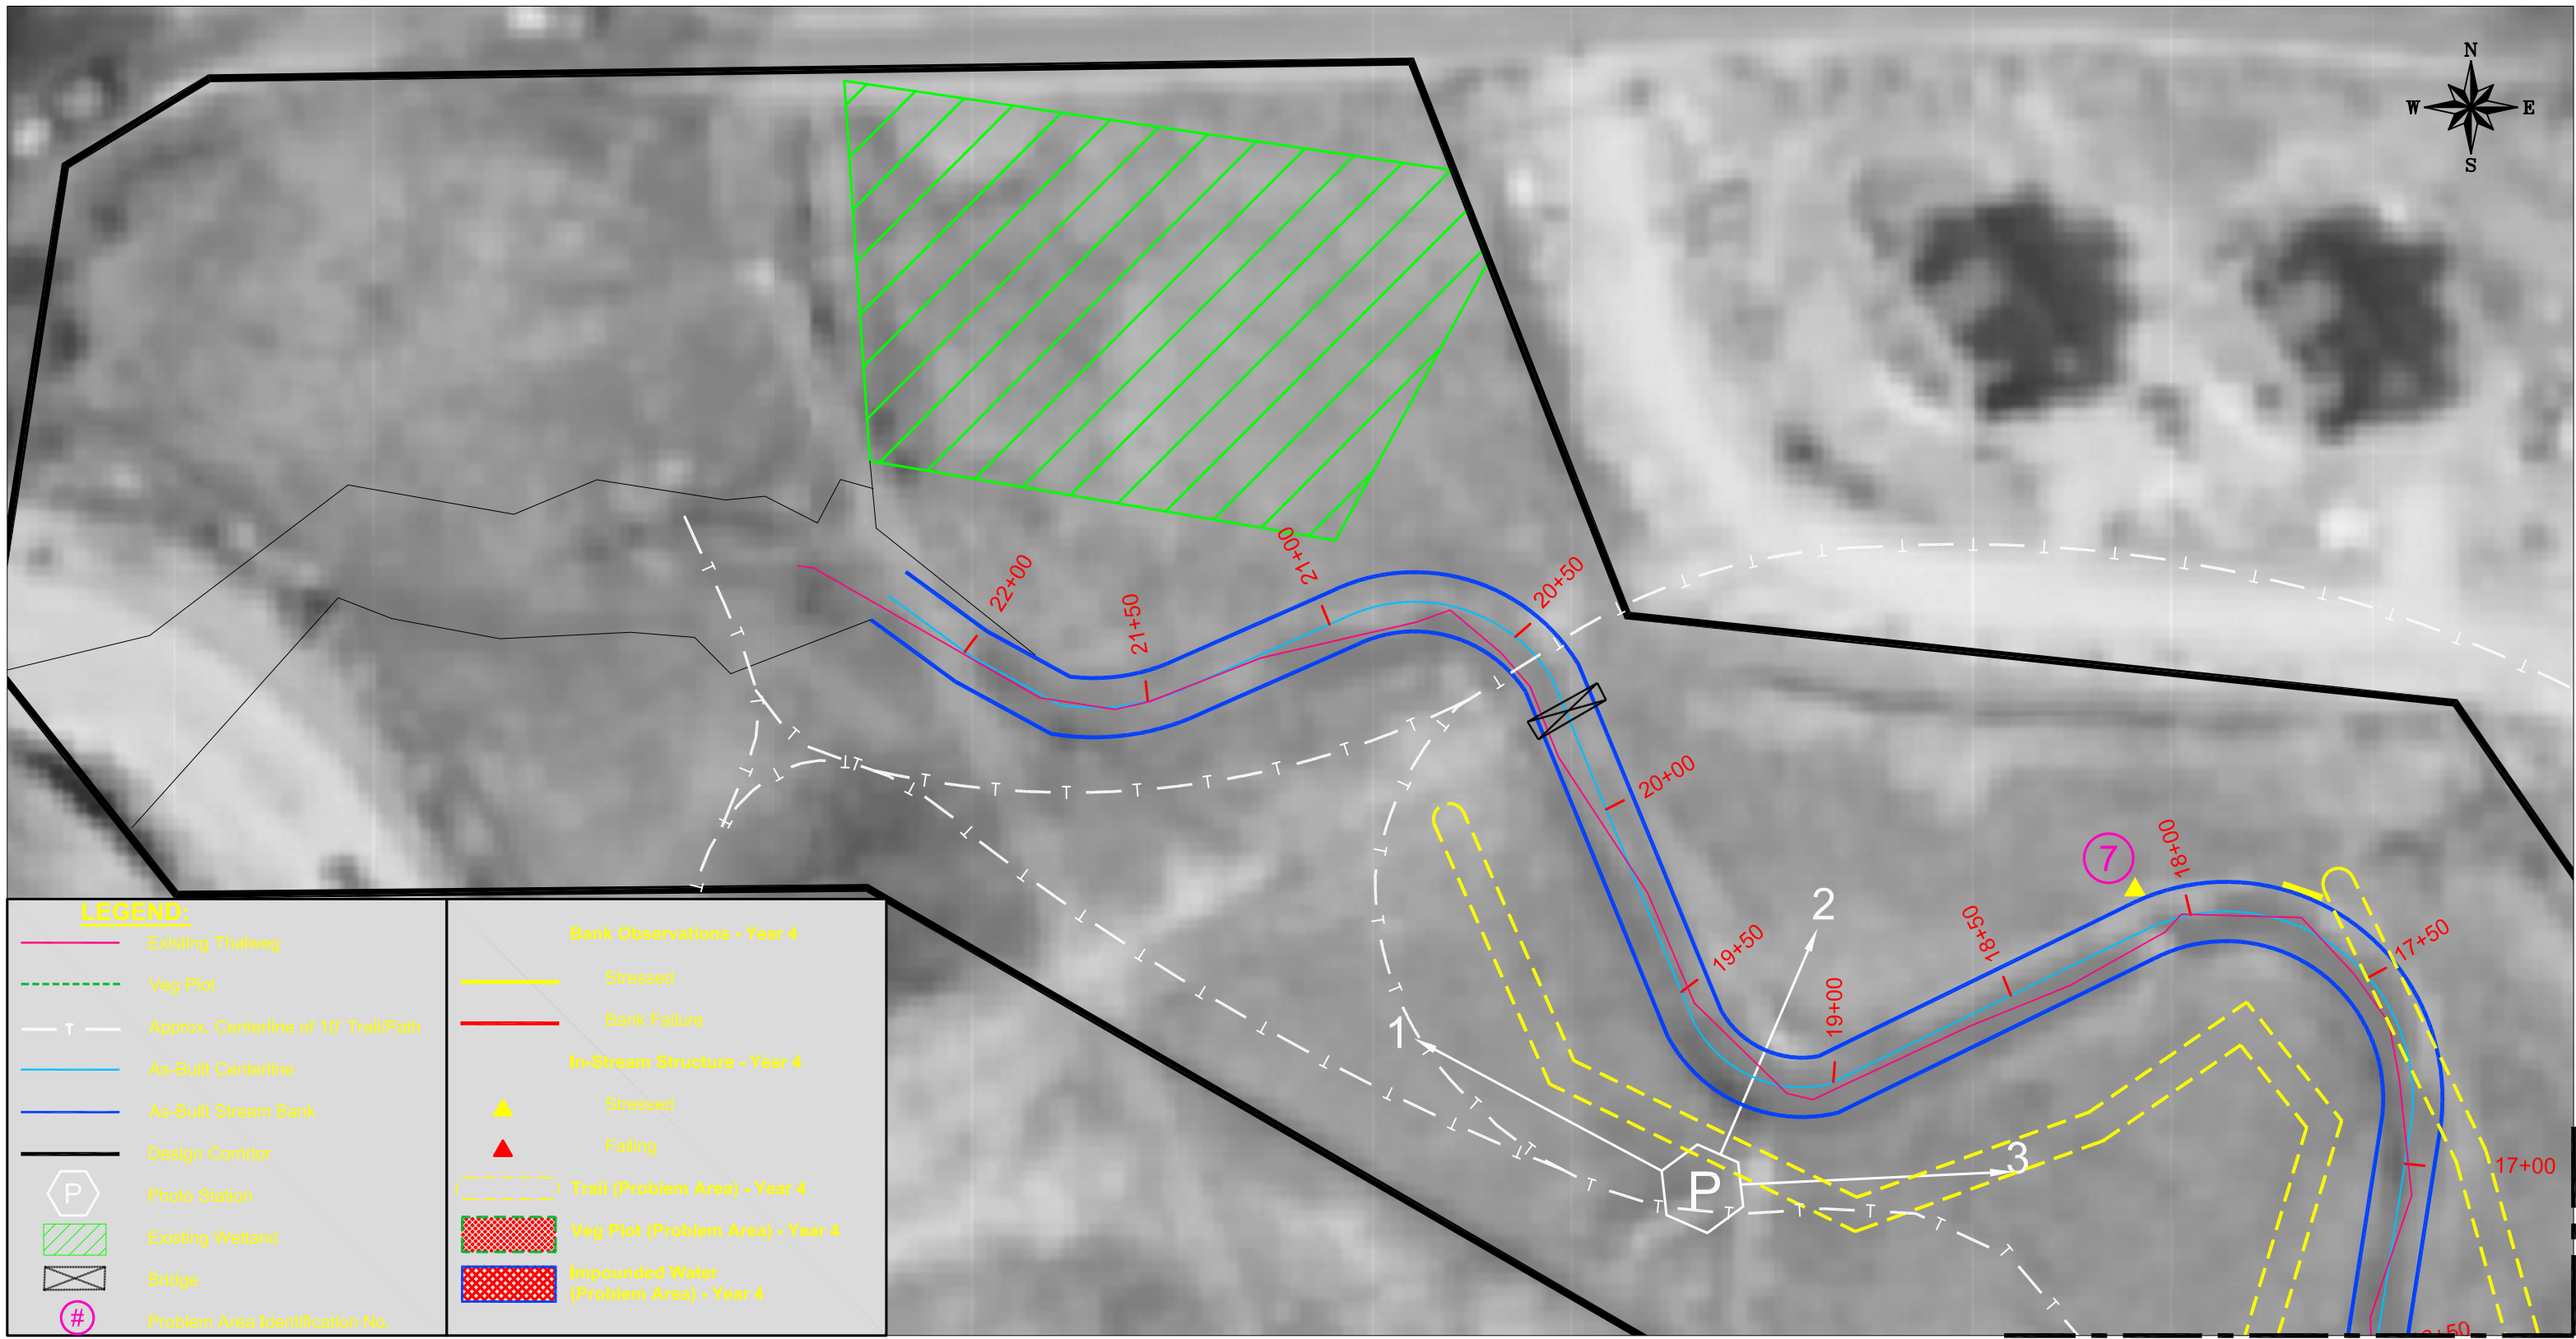 N
W E
S
22+00
21+50
21+00
20+50
20+00
19+50
19+00
18+50
18+00
17+50
17+00
7
1
2
3
P
LEGEND:
Existing Thalweg
Veg Plot
T
Approx. Centerline of 10' Trail/Path
As-Built Centerline
As-Built Stream Bank
Design Corridor
P
Photo Station
Existing Wetland
Bridge
#
Problem Area Identification No.
Bank Observations - Year 4
Stressed
Bank Failure
In-Stream Structure - Year 4
Stressed
Failing
Trail (Problem Area) - Year 4
Veg Plot (Problem Area) - Year 4
Impounded Water
(Problem Area) - Year 4